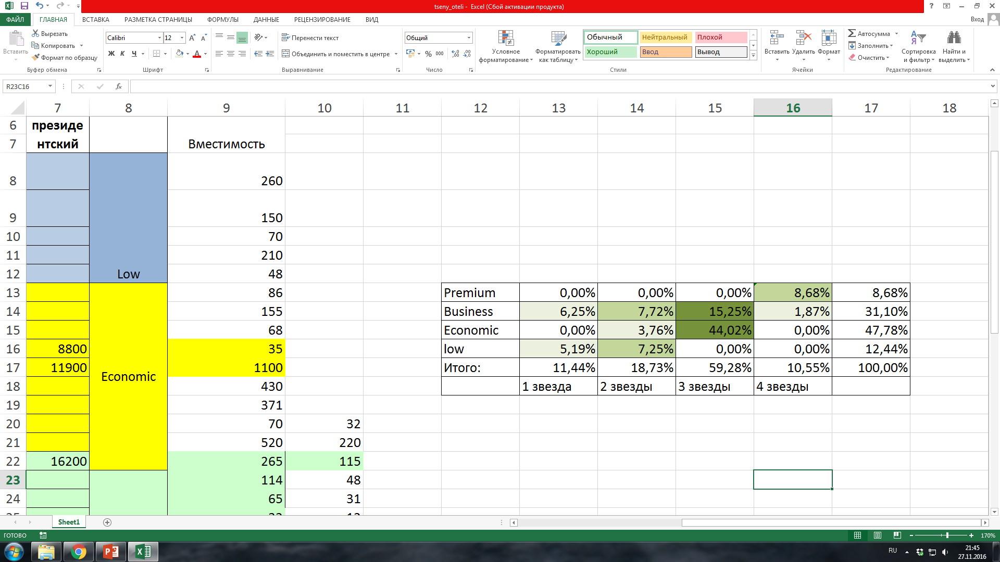 tseny_oteli - Excel (Сбой активации продукта)
ФАЙЛ ГЛАВНАЯ ВСТАВКА РАЗМЕТКА СТРАНИЦЫ ФОРМУЛЫ ДАННЫЕ РЕЦЕНЗИРОВАНИЕ ВИД Вход
Вставить
Вырезать
Копировать
Формат по образцу
Буфер обмена
Calibri 12
Ж К Ч
Шрифт
Перенести текст
Объединить и поместить в центре
Выравнивание
Общий
% 000
Число
Условное форматирование
Форматировать как таблицу
Обычный Нейтральный Плохой
Хороший Ввод Вывод
Стили
Вставить Удалить Формат
Ячейки
Автосумма
Заполнить
Очистить
Сортировка и фильтр
Найти и выделить
Редактирование
R23C16
7 8 9 10 11 12 13 14 15 16 17 18
6 президе
7 нтский Вместимость
8 260
9 150
10 70
11 210
12 Low 48
13 86 Premium 0,00% 0,00% 0,00% 8,68% 8,68%
14 155 Business 6,25% 7,72% 15,25% 1,87% 31,10%
15 68 Economic 0,00% 3,76% 44,02% 0,00% 47,78%
16 8800 35 low 5,19% 7,25% 0,00% 0,00% 12,44%
17 11900 Economic 1100 Итого: 11,44% 18,73% 59,28% 10,55% 100,00%
18 430 1 звезда 2 звезды 3 звезды 4 звезды
19 371
20 70 32
21 520 220
22 16200 265 115
23 114 48
24 65 31
Sheet1
ГОТОВО 170%
RU 21:45
27.11.2016